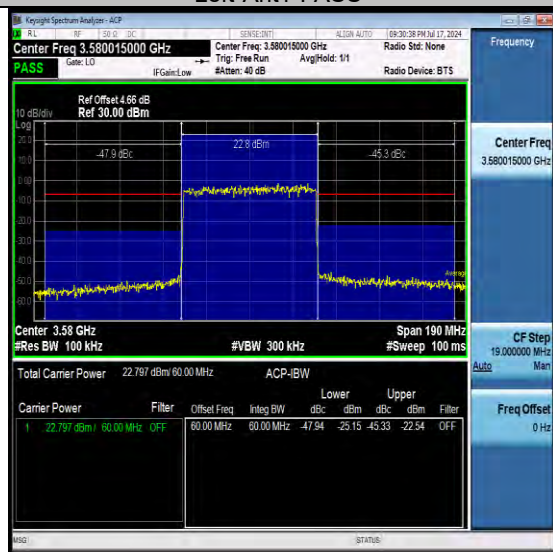 Keysight Spectrum Analyzer - ACP
RL RF 50 Ω DC SENSE:INT ALIGN AUTO 09:30:38 PM Jul 17, 2024
Center Freq 3.580015000 GHz
Center Freq: 3.580015000 GHz
Radio Std: None
PASS
Gate: LO
IFGain:Low
Trig: Free Run
Avg|Hold: 1/1
#Atten: 40 dB
Radio Device: BTS
Ref Offset 4.66 dB
10 dB/div Ref 30.00 dBm
Log
20.0
10.0
0.00
-10.0
-20.0
-30.0
-40.0
-50.0
-60.0
-47.9 dBc
22.8 dBm
-45.3 dBc
Average
Center 3.58 GHz
Span 190 MHz
#Res BW 100 kHz
#VBW 300 kHz
#Sweep 100 ms
Total Carrier Power 22.797 dBm/ 60.00 MHz ACP-IBW
Lower Upper
Carrier Power Filter Offset Freq Integ BW dBc dBm dBc dBm Filter
1 22.797 dBm / 60.00 MHz OFF 60.00 MHz 60.00 MHz -47.94 -25.15 -45.33 -22.54 OFF
MSG
STATUS
Frequency
Center Freq
3.580015000 GHz
CF Step
19.000000 MHz
Auto Man
Freq Offset
0 Hz